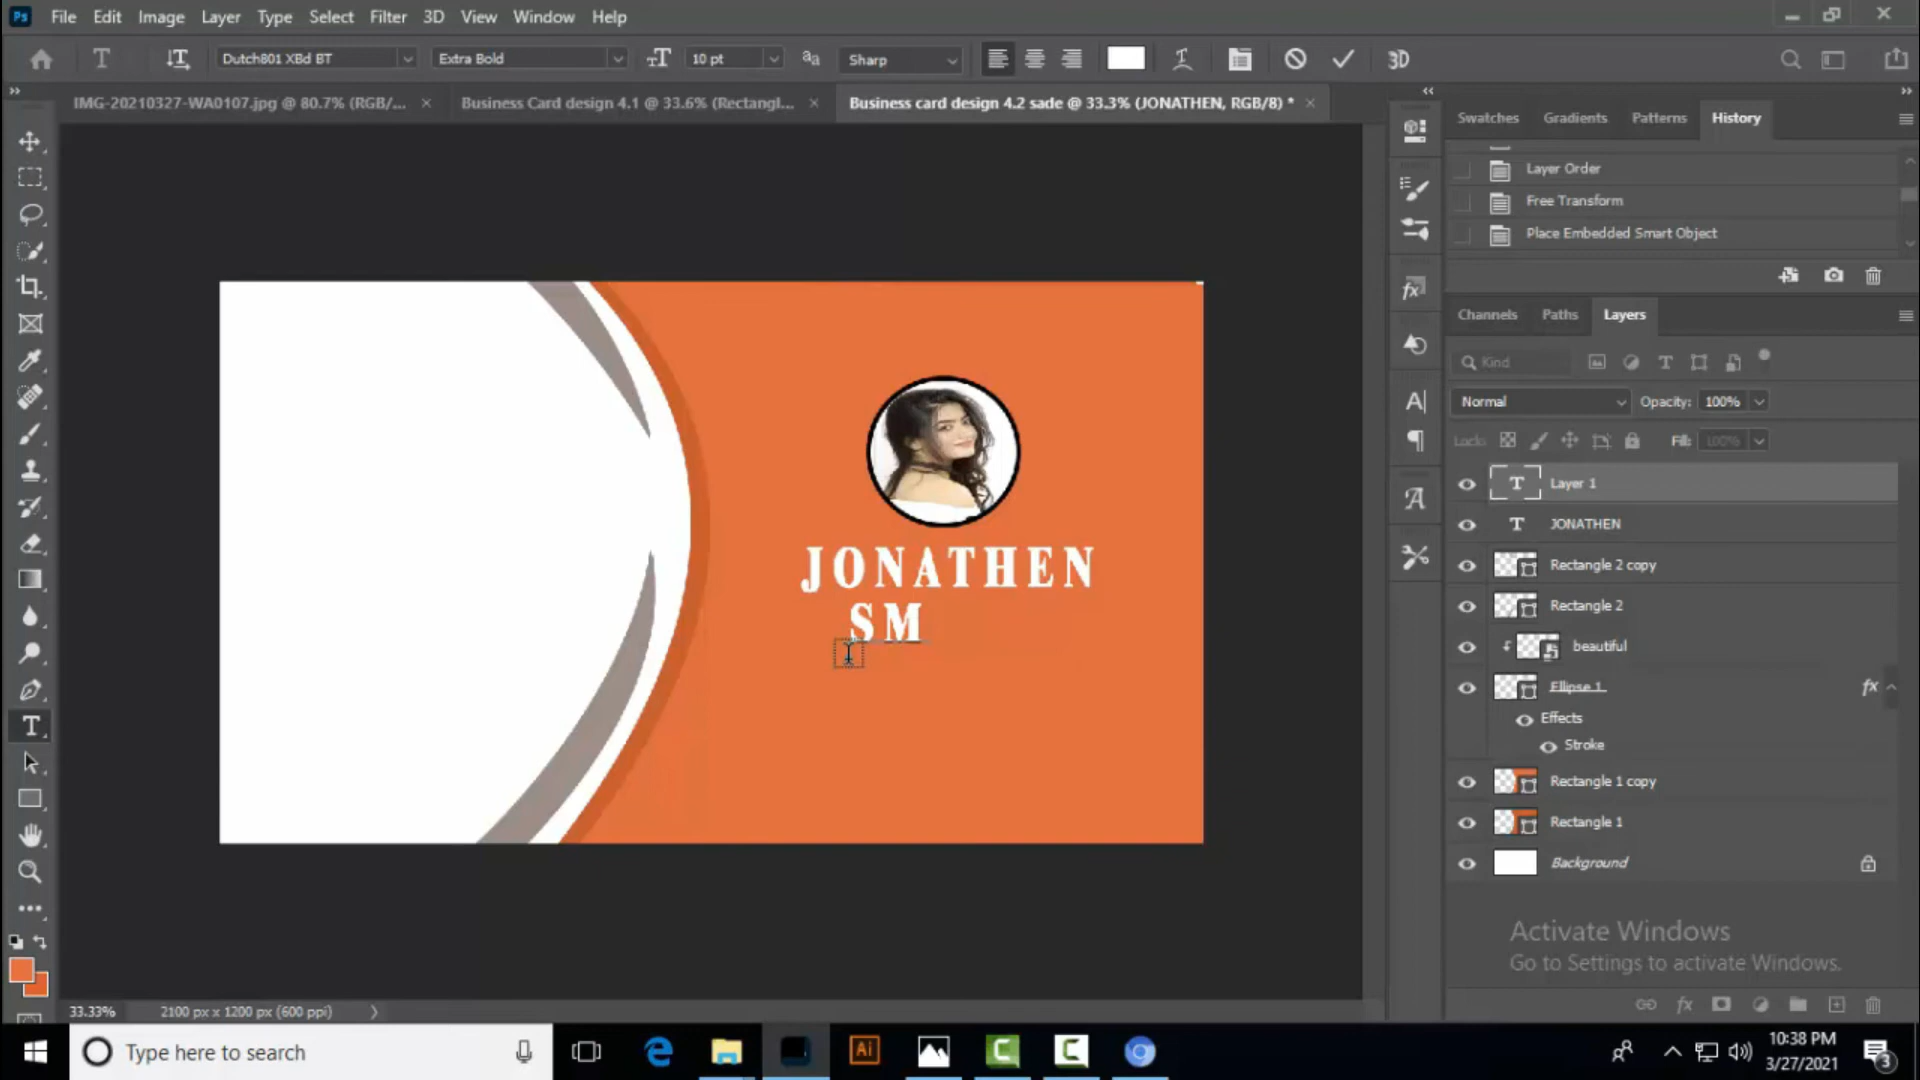 Ps File Edit Image Layer Type Select Filter 3D View Window Help
T Dutch801 XBd BT Extra Bold 10 pt aa Sharp 3D
IMG-20210327-WA0107.jpg @ 80.7% (RGB/... × Business Card design 4.1 @ 33.6% (Rectangl... × Business card design 4.2 sade @ 33.3% (JONATHEN, RGB/8) * ×
Swatches Gradients Patterns History
Layer Order
Free Transform
Place Embedded Smart Object
Channels Paths Layers
Kind
Normal Opacity: 100%
Lock: Fill: 100%
Layer 1
JONATHEN
Rectangle 2 copy
Rectangle 2
beautiful
Ellipse 1 fx
Effects
Stroke
Rectangle 1 copy
Rectangle 1
Background
JONATHEN
SM
Activate Windows
Go to Settings to activate Windows.
33.33% 2100 px x 1200 px (600 ppi)
Type here to search
Ai
10:38 PM
3/27/2021
3